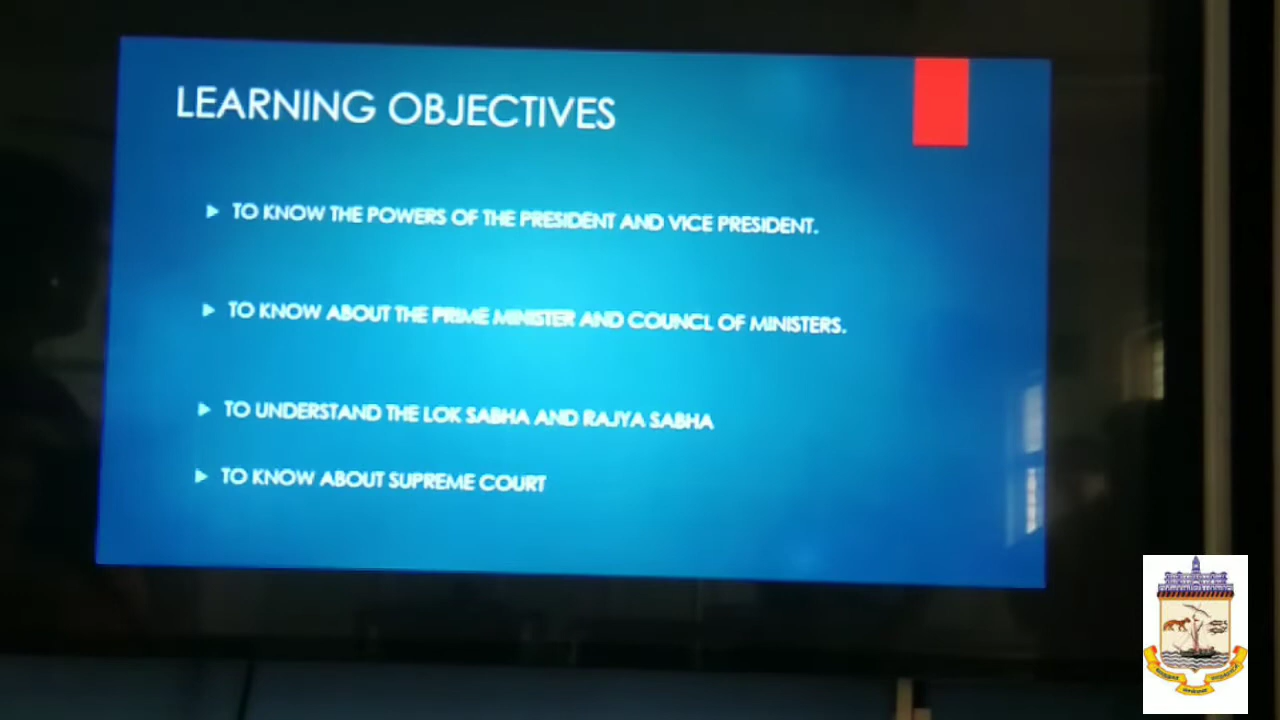 LEARNING OBJECTIVES
TO KNOW THE POWERS OF THE PRESIDENT AND VICE PRESIDENT.
TO KNOW ABOUT THE PRIME MINISTER AND COUNCL OF MINISTERS.
TO UNDERSTAND THE LOK SABHA AND RAJYA SABHA
TO KNOW ABOUT SUPREME COURT